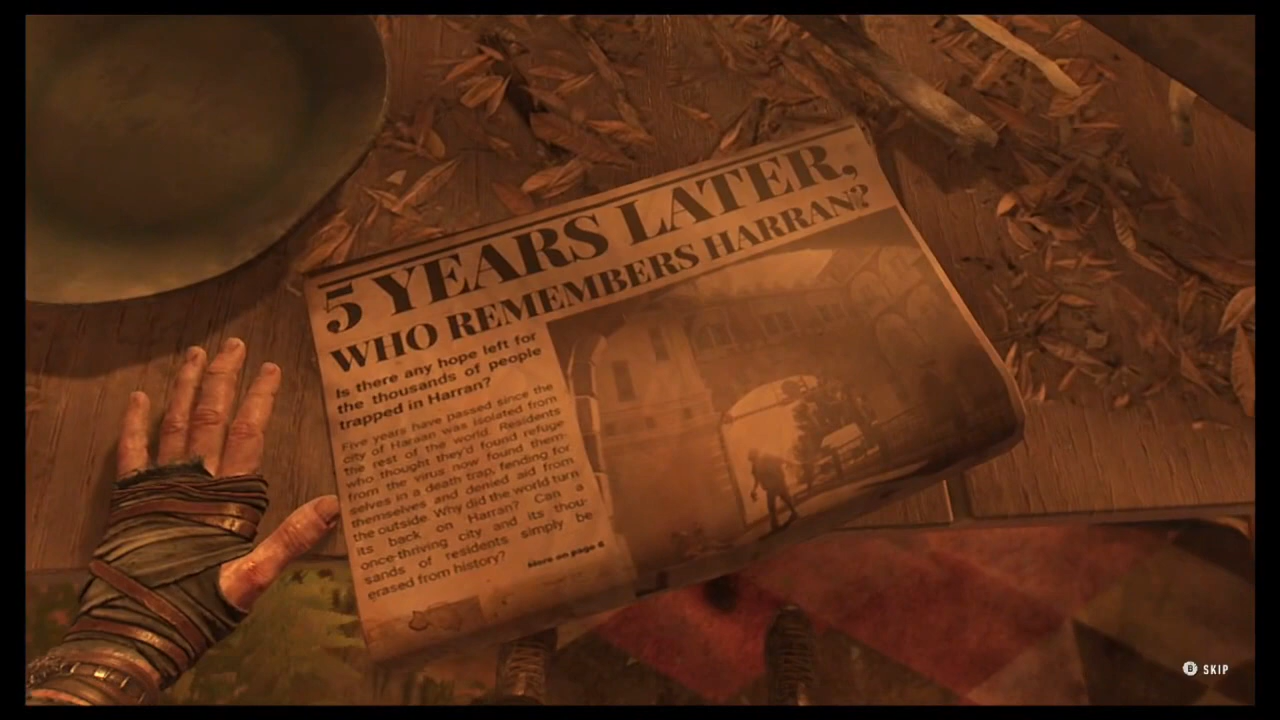 5 YEARS LATER,
WHO REMEMBERS HARRAN?
Is there any hope left for
the thousands of people
trapped in Harran?
Five years have passed since the
city of Haraan was isolated from
the rest of the world. Residents
who thought they'd found refuge
from the virus now found them-
selves in a death trap, fending for
themselves and denied aid from
the outside. Why did the world turn
its back on Harran? Can a
once-thriving city and its thou-
sands of residents simply be
erased from history?
More on page 6
B SKIP